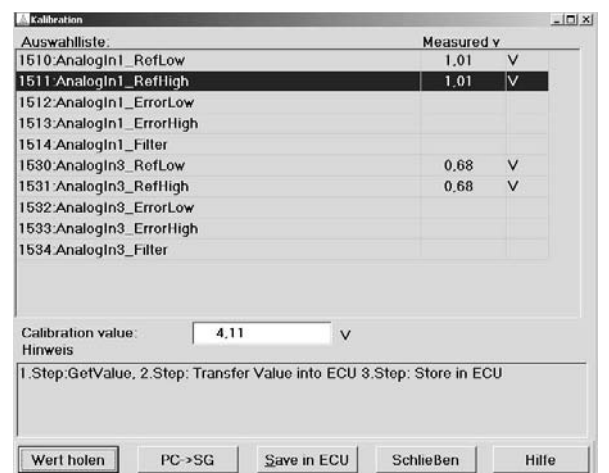 Kalibration
Auswahlliste: Measured v
1510:AnalogIn1_RefLow 1,01 V
1511:AnalogIn1_RefHigh 1,01 V
1512:AnalogIn1_ErrorLow
1513:AnalogIn1_ErrorHigh
1514:AnalogIn1_Filter
1530:AnalogIn3_RefLow 0,68 V
1531:AnalogIn3_RefHigh 0,68 V
1532:AnalogIn3_ErrorLow
1533:AnalogIn3_ErrorHigh
1534:AnalogIn3_Filter
Calibration value: 4,11 V
Hinweis
1.Step:GetValue, 2.Step: Transfer Value into ECU 3.Step: Store in ECU
Wert holen PC->SG Save in ECU Schließen Hilfe